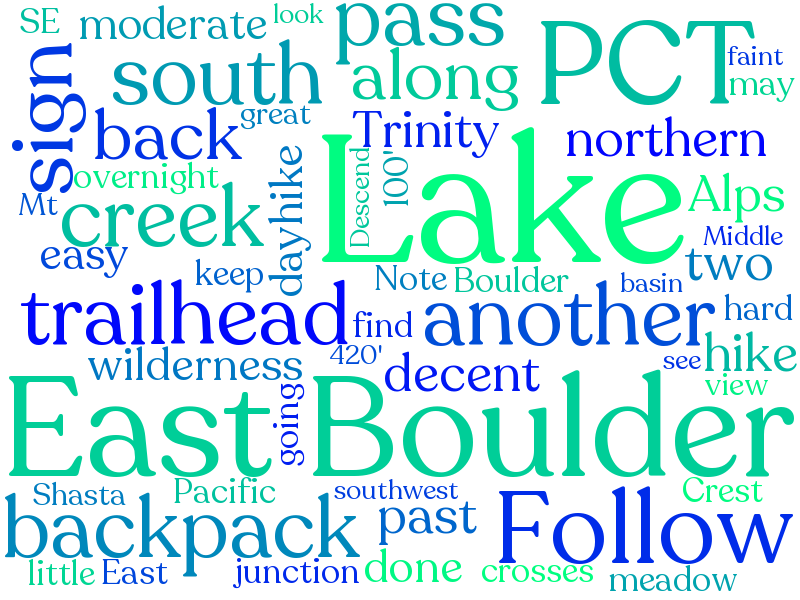 SE
moderate
look
pass
PCT
sign
south
along
faint
may
back
great
Trinity
northern
overnight
dayhike
Descend
100'
Lake
Alps
Mt
creek
Middle
easy
keep
Note
Boulder
basin
two
trailhead
find
another
hard
wilderness
420'
decent
see
hike
view
East Boulder
going
Shasta
Pacific
southwest
Crest
backpack
past
Follow
little
East
junction
done
crosses
meadow